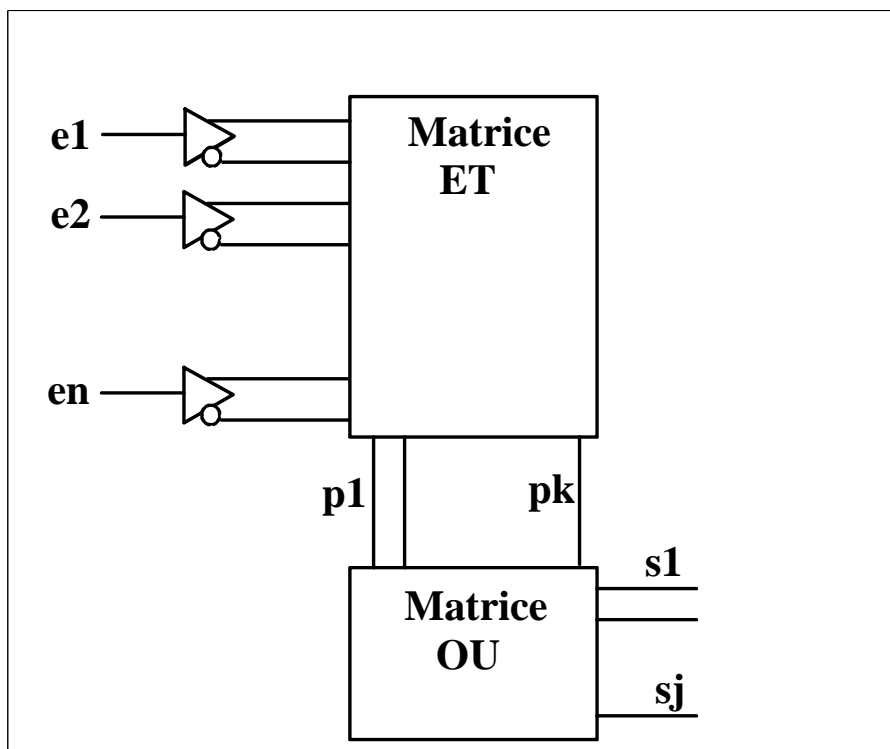 e1
Matrice
ET
e2
en
p1
pk
s1
Matrice
OU
sj